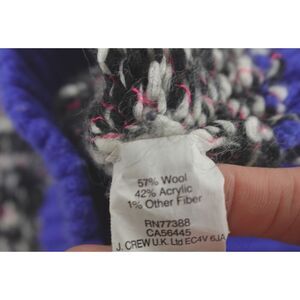 57% Wool
42% Acrylic
1% Other Fiber
RN77388
CA56445
J. CREW U.K. Ltd EC4V 6JA